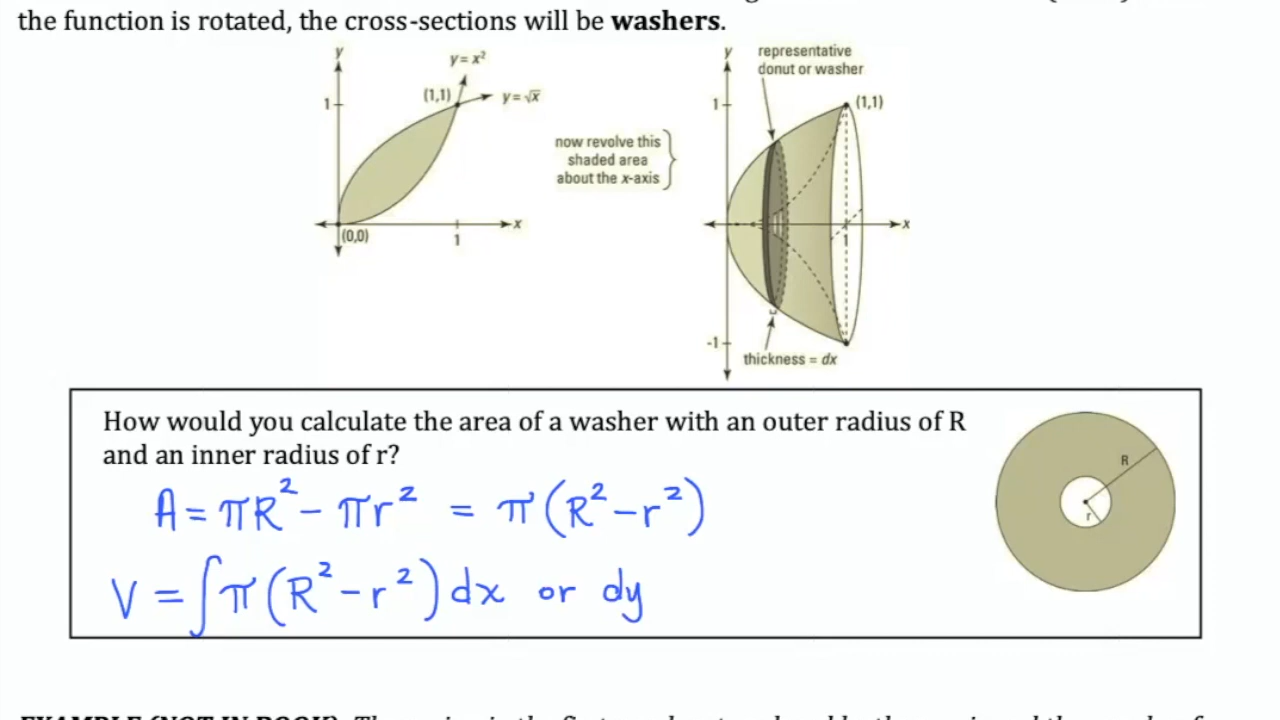 the function is rotated, the cross-sections will be washers.
y
y = x²
(1,1)
y = √x
1
(0,0)
1
x
now revolve this
shaded area
about the x-axis
y
representative
donut or washer
1
(1,1)
x
1
-1
thickness = dx
How would you calculate the area of a washer with an outer radius of R
and an inner radius of r?
R
r
A = πR² - πr² = π(R² - r²)
V = ∫π(R² - r²) dx or dy